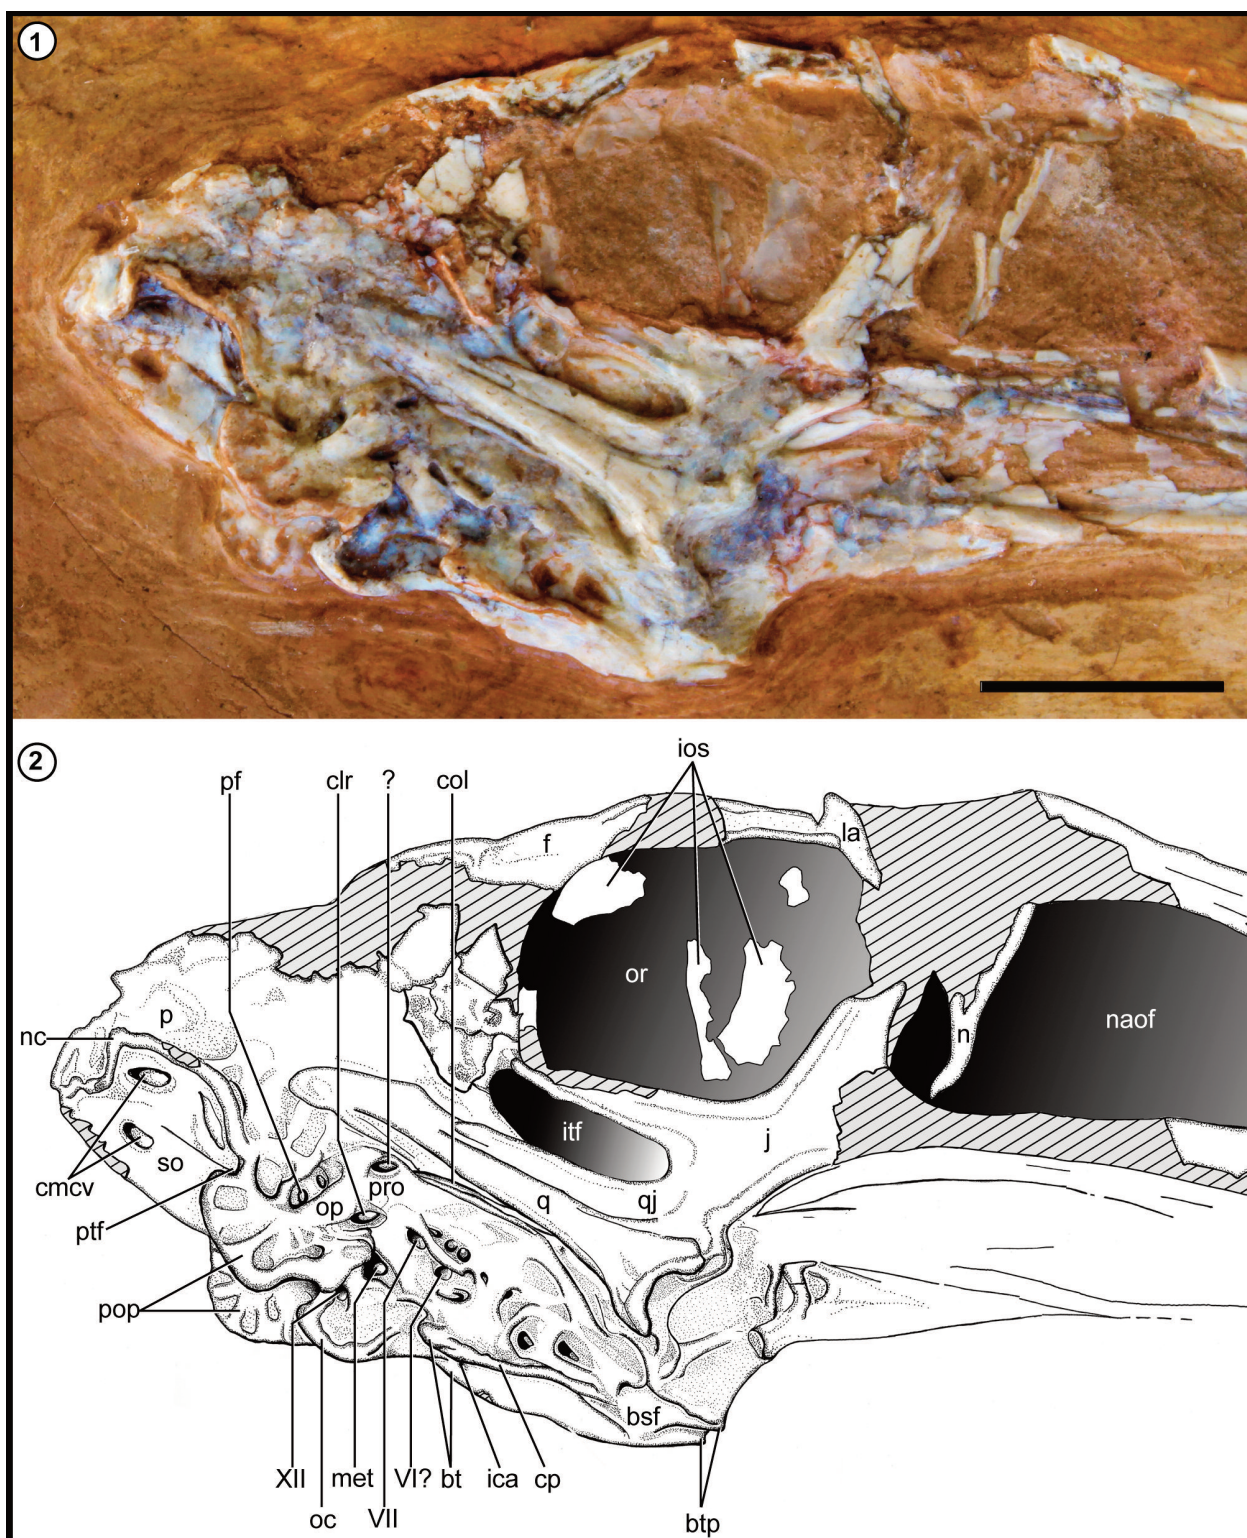 1
2
ios
pf clr ? col
f la
or
p n naof
nc
itf j
so pro
cmcv q qj
op
ptf
pop
bsf
XII met VI? bt ica cp
oc VII btp